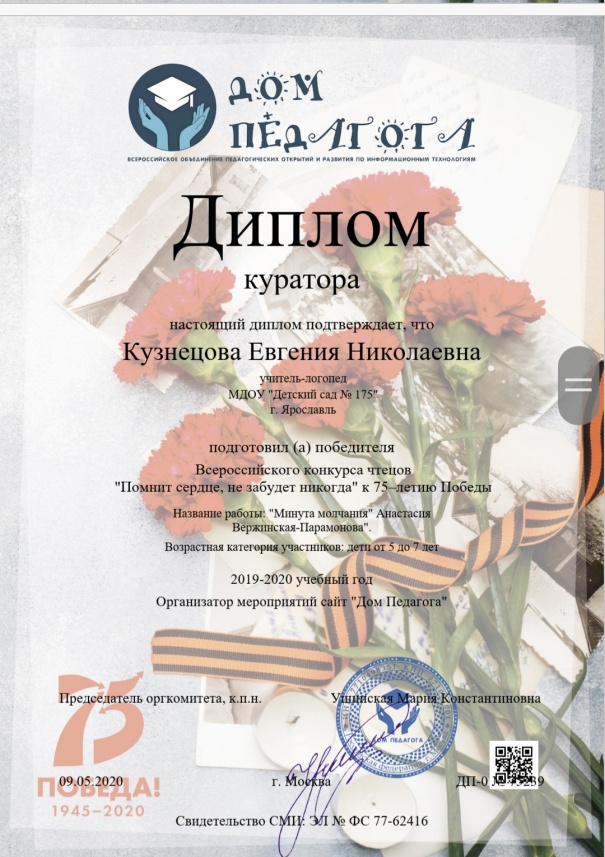 ДОМ
ПЕДАГОГА
ВСЕРОССИЙСКОЕ ОБЪЕДИНЕНИЕ ПЕДАГОГИЧЕСКИХ ОТКРЫТИЙ И РАЗВИТИЯ ПО ИНФОРМАЦИОННЫМ ТЕХНОЛОГИЯМ
Диплом
куратора
настоящий диплом подтверждает, что
Кузнецова Евгения Николаевна
учитель-логопед
МДОУ "Детский сад № 175"
г. Ярославль
подготовил (а) победителя
Всероссийского конкурса чтецов
"Помнит сердце, не забудет никогда" к 75–летию Победы
Название работы: "Минута молчания" Анастасия
Вержинская-Парамонова".
Возрастная категория участников: дети от 5 до 7 лет
2019-2020 учебный год
Организатор мероприятий сайт "Дом Педагога"
75
Председатель оргкомитета, к.п.н.
Ушинская Мария Константиновна
ДОМ ПЕДАГОГА
ПОБЕДА!
1945–2020
09.05.2020
г. Москва
ДП-0 №
Свидетельство СМИ: ЭЛ № ФС 77-62416